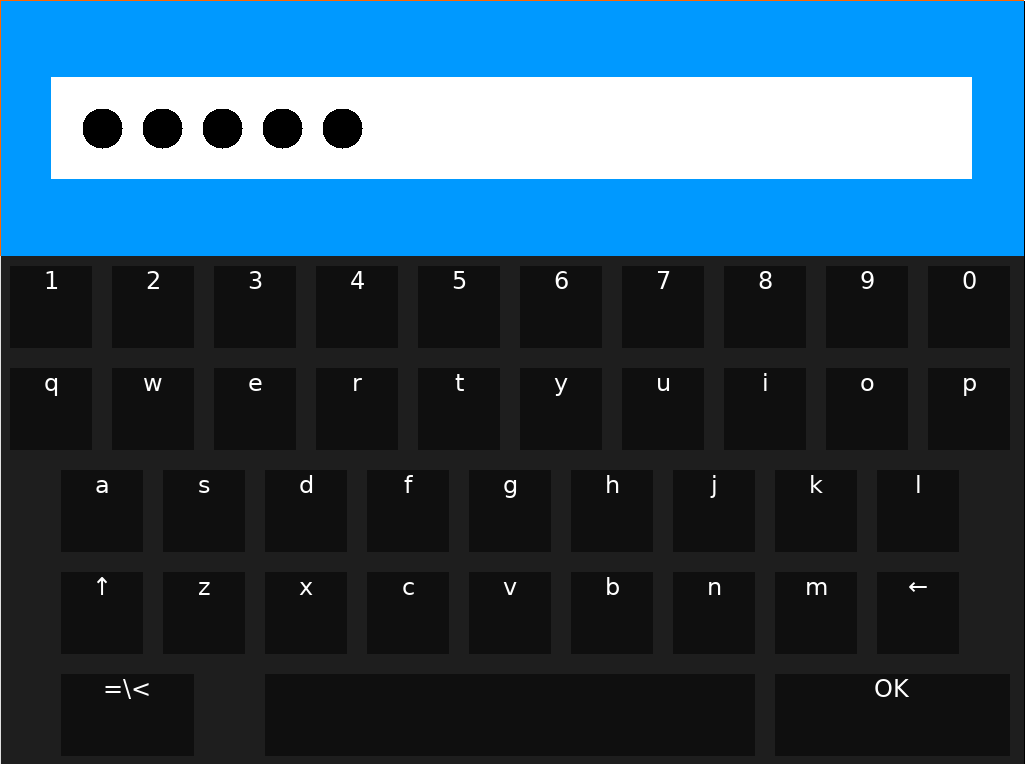 1 2 3 4 5 6 7 8 9 0
q w e r t y u i o p
a s d f g h j k l
↑ z x c v b n m ←
=\< OK